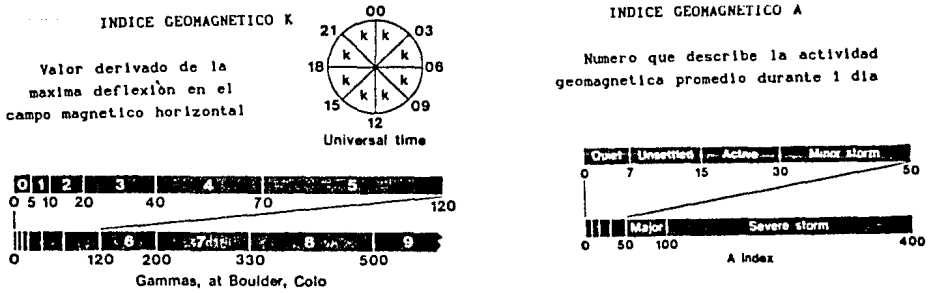 INDICE GEOMAGNETICO K
Valor derivado de la
maxima deflexión en el
campo magnetico horizontal
00
21 k k 03
k k
18 06
k k
15 k k 09
12
Universal time
0 1 2 3 4 5
0 5 10 20 40 70 120
6 7 8 9
0 120 200 330 500
Gammas, at Boulder, Colo
INDICE GEOMAGNETICO A
Numero que describe la actividad
geomagnetica promedio durante 1 dia
Quiet Unsettled Active Minor storm
0 7 15 30 50
Major Severe storm
0 50 100 400
A Index